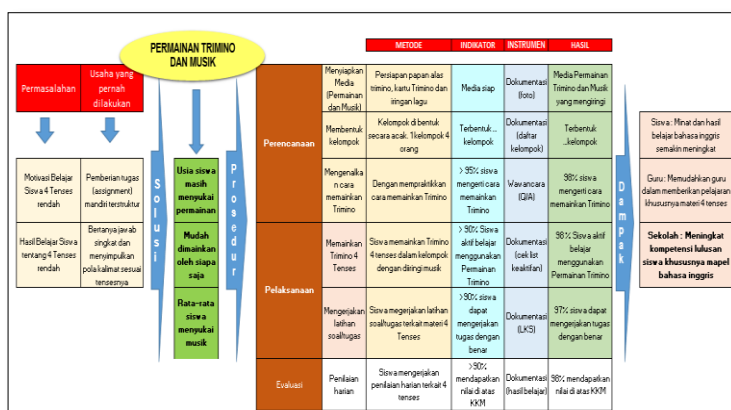 PERMAINAN TRIMINO
DAN MUSIK
Permasalahan
Usaha yang
pernah
dilakukan
Motivasi Belajar
Siswa 4 Tenses
rendah
Pemberian tugas
(assignment)
mandiri terstruktur
Hasil Belajar Siswa
tentang 4 Tenses
rendah
Bertanya jawab
singkat dan
menyimpulkan
pola kalimat sesuai
tensesnya
Solusi
Usia siswa
masih
menyukai
permainan
Mudah
dimainkan
oleh siapa
saja
Rata-rata
siswa
menyukai
musik
Prosedur
METODE
INDIKATOR
INSTRUMEN
HASIL
Perencanaan
Menyiapkan
Media
(Permainan
dan Musik)
Persiapan papan alas
trimino, kartu Trimino dan
iringan lagu
Media siap
Dokumentasi
(foto)
Media Permainan
Trimino dan Musik
yang mengiringi
Membentuk
kelompok
Kelompok di bentuk
secara acak. 1 kelompok 4
orang
Terbentuk...
kelompok
Dokumentasi
(daftar
kelompok)
Terbentuk
...kelompok
Mengenalkan
cara
memainkan
Trimino
Dengan mempraktikkan
cara memainkan Trimino
> 95% siswa
mengerti cara
memainkan
Trimino
Wawancara
(Q/A)
98% siswa
mengerti cara
memainkan
Trimino
Pelaksanaan
Memainkan
Trimino 4
Tenses
Siswa memainkan Trimino
4 tenses dalam kelompok
dengan diiringi musik
> 90% Siswa
aktif belajar
menggunakan
Permainan
Trimino
Dokumentasi
(cek list
keaktifan)
98% Siswa aktif
belajar
menggunakan
Permainan Trimino
Mengerjakan
latihan
soal/tugas
Siswa megerjakan latihan
soal/tugas terkait materi 4
Tenses
>90% siswa
dapat
mengerjakan
tugas dengan
benar
Dokumentasi
(LKS)
97% siswa dapat
mengerjakan tugas
dengan benar
Evaluasi
Penilaian
harian
Siswa mengerjakan
penilaian harian terkait 4
tenses
>90%
mendapatkan
nilai di atas
KKM
Dokumentasi
(hasil belajar)
98% mendapatkan
nilai di atas KKM
Dampak
Siswa : Minat dan hasil
belajar bahasa inggris
semakin meningkat
Guru : Memudahkan guru
dalam memberikan pelajaran
khususnya materi 4 tenses
Sekolah : Meningkat
kompetensi lulusan
siswa khususnya mapel
bahasa inggris